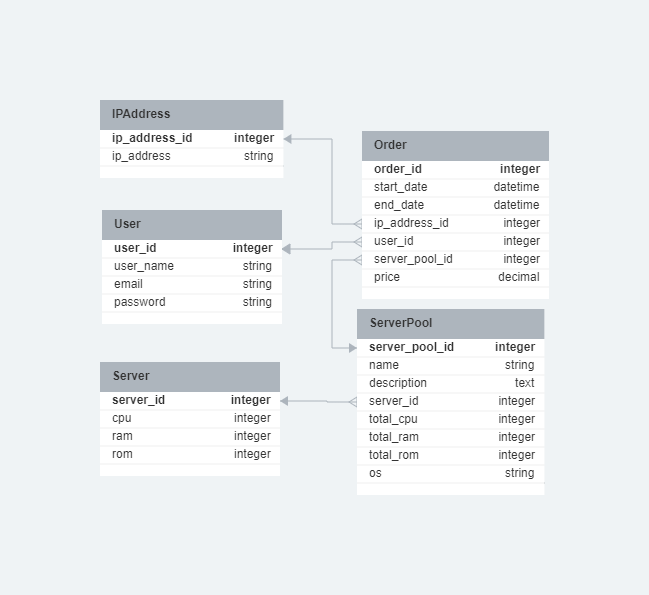 IPAddress
ip_address_id integer
ip_address string
User
user_id integer
user_name string
email string
password string
Server
server_id integer
cpu integer
ram integer
rom integer
Order
order_id integer
start_date datetime
end_date datetime
ip_address_id integer
user_id integer
server_pool_id integer
price decimal
ServerPool
server_pool_id integer
name string
description text
server_id integer
total_cpu integer
total_ram integer
total_rom integer
os string